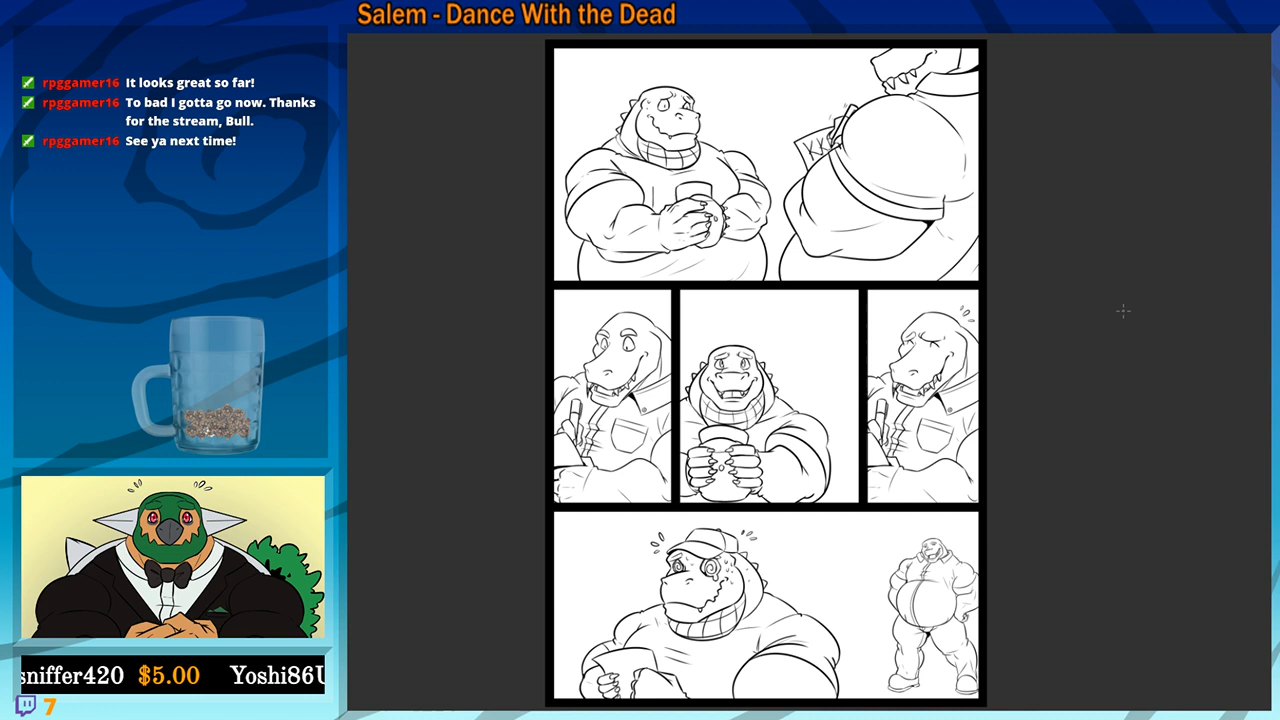 Salem - Dance With the Dead
rpggamer16 It looks great so far!
rpggamer16 To bad I gotta go now. Thanks
for the stream, Bull.
rpggamer16 See ya next time!
sniffer420 $5.00 Yoshi86U
7